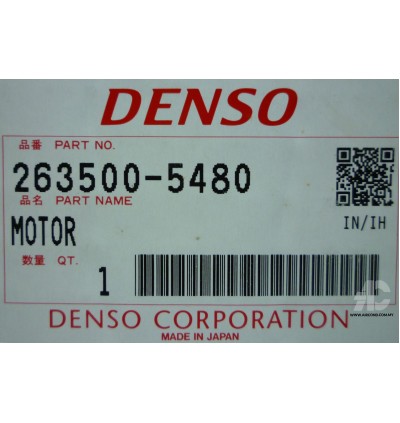 DENSO
品番 PART NO.
263500-5480
品名 PART NAME
MOTOR
IN/IH
数量 QT.
1
DENSO CORPORATION
MADE IN JAPAN